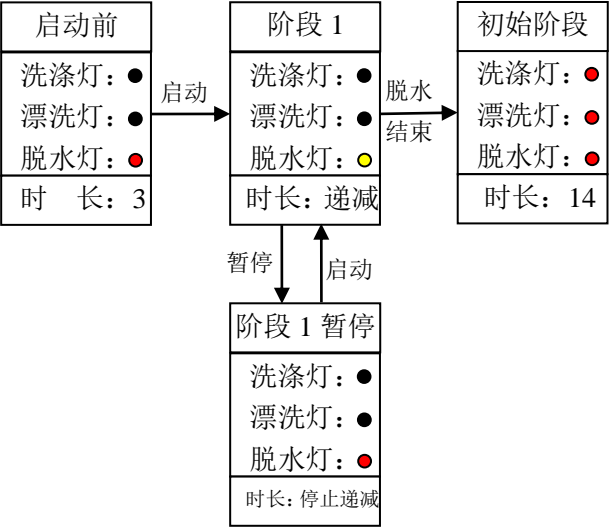 启动前
洗涤灯：
漂洗灯：
脱水灯：
时 长：3
启动
阶段 1
洗涤灯：
漂洗灯：
脱水灯：
时长：递减
脱水
结束
初始阶段
洗涤灯：
漂洗灯：
脱水灯：
时长：14
暂停
启动
阶段 1 暂停
洗涤灯：
漂洗灯：
脱水灯：
时长：停止递减